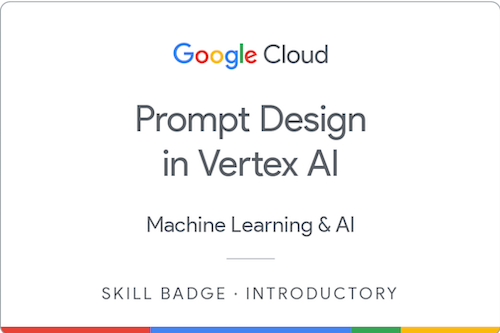 Google Cloud
Prompt Design
in Vertex AI
Machine Learning & AI
SKILL BADGE · INTRODUCTORY